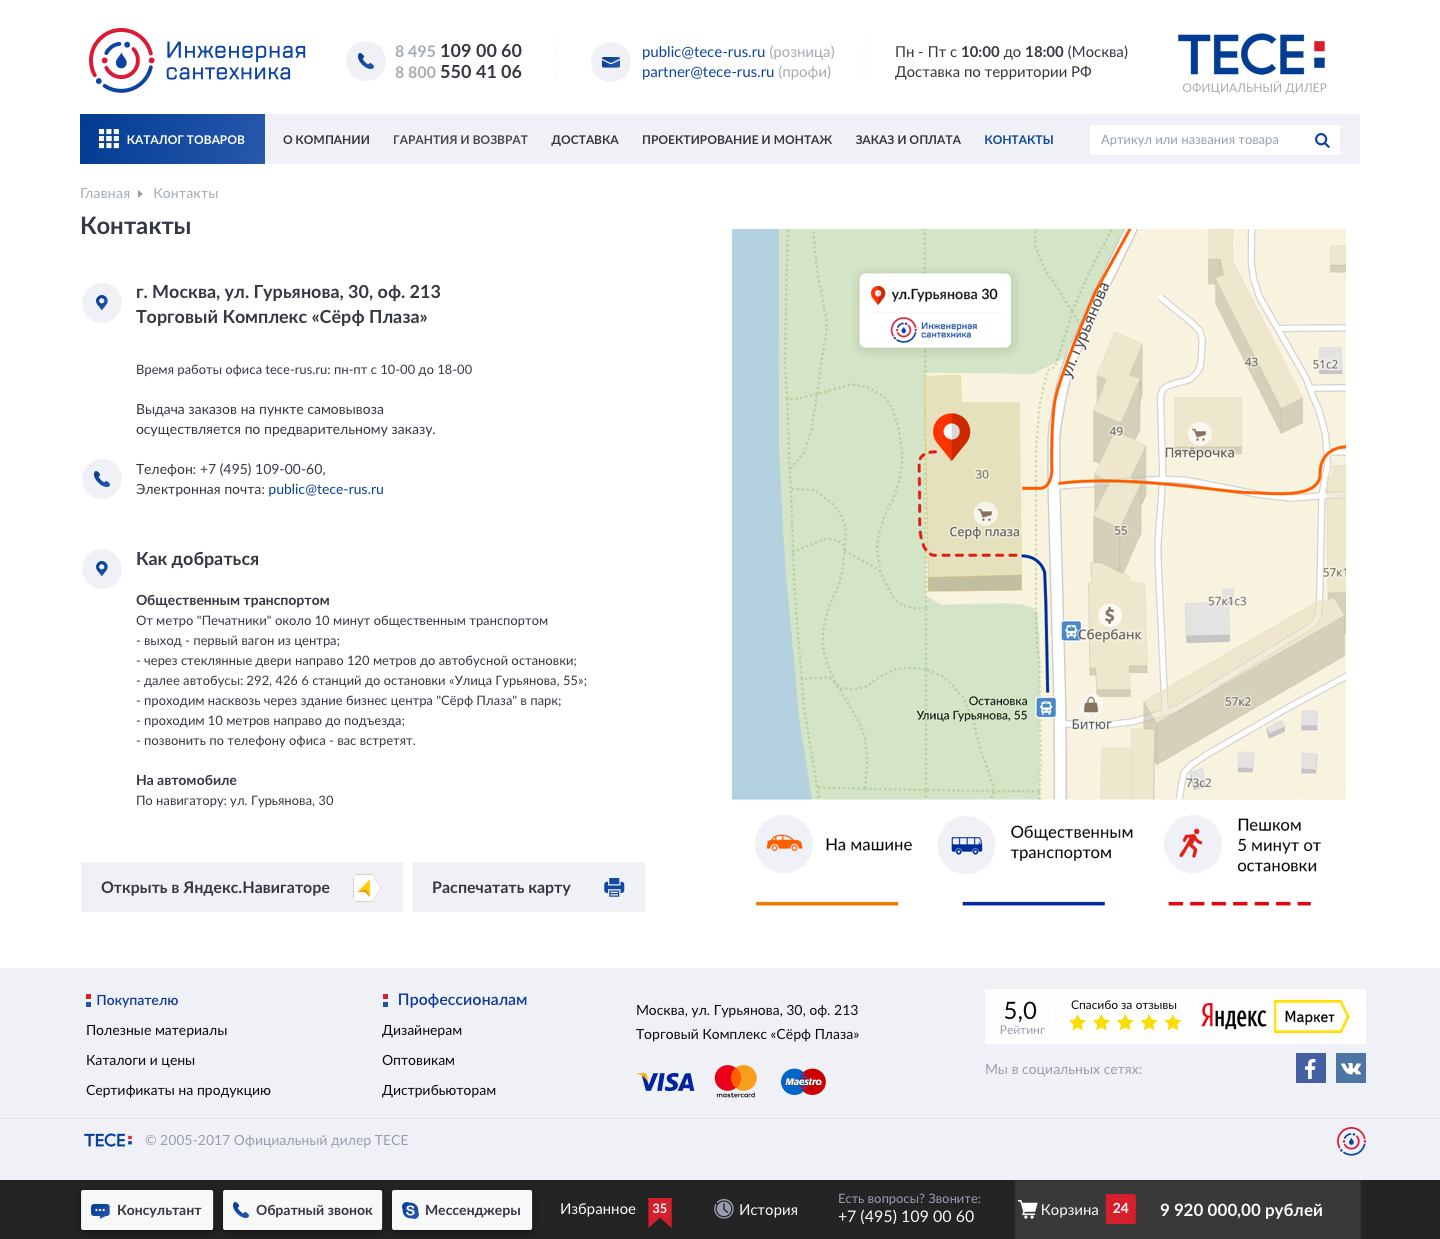 Инженерная
сантехника
8 495 109 00 60
8 800 550 41 06
public@tece-rus.ru (розница)
partner@tece-rus.ru (профи)
Пн - Пт с 10:00 до 18:00 (Москва)
Доставка по территории РФ
TECE
ОФИЦИАЛЬНЫЙ ДИЛЕР
КАТАЛОГ ТОВАРОВ
О КОМПАНИИ
ГАРАНТИЯ И ВОЗВРАТ
ДОСТАВКА
ПРОЕКТИРОВАНИЕ И МОНТАЖ
ЗАКАЗ И ОПЛАТА
КОНТАКТЫ
Артикул или названия товара
Главная
Контакты
Контакты
г. Москва, ул. Гурьянова, 30, оф. 213
Торговый Комплекс «Сёрф Плаза»
Время работы офиса tece-rus.ru: пн-пт с 10-00 до 18-00
Выдача заказов на пункте самовывоза
осуществляется по предварительному заказу.
Телефон: +7 (495) 109-00-60,
Электронная почта: public@tece-rus.ru
Как добраться
Общественным транспортом
От метро "Печатники" около 10 минут общественным транспортом
- выход - первый вагон из центра;
- через стеклянные двери направо 120 метров до автобусной остановки;
- далее автобусы: 292, 426 6 станций до остановки «Улица Гурьянова, 55»;
- проходим насквозь через здание бизнес центра "Сёрф Плаза" в парк;
- проходим 10 метров направо до подъезда;
- позвонить по телефону офиса - вас встретят.
На автомобиле
По навигатору: ул. Гурьянова, 30
Открыть в Яндекс.Навигаторе
Распечатать карту
ул.Гурьянова 30
Инженерная
сантехника
ул. Гурьянова
43
51с2
49
Пятёрочка
30
Серф плаза
55
57к1
57к1с3
Сбербанк
Остановка
Улица Гурьянова, 55
Битюг
57к2
73с2
На машине
Общественным
транспортом
Пешком
5 минут от
остановки
Покупателю
Полезные материалы
Каталоги и цены
Сертификаты на продукцию
Профессионалам
Дизайнерам
Оптовикам
Дистрибьюторам
Москва, ул. Гурьянова, 30, оф. 213
Торговый Комплекс «Сёрф Плаза»
VISA
mastercard
Maestro
5,0
Рейтинг
Спасибо за отзывы
Яндекс
Маркет
Мы в социальных сетях:
TECE
© 2005-2017 Официальный дилер TECE
Консультант
Обратный звонок
Мессенджеры
Избранное
35
История
Есть вопросы? Звоните:
+7 (495) 109 00 60
Корзина
24
9 920 000,00 рублей